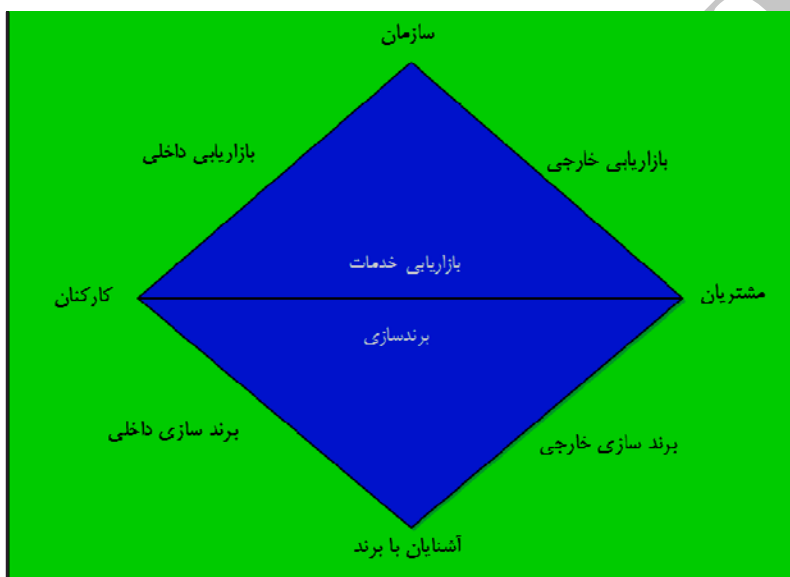 سازمان
بازاریابی داخلی
بازاریابی خارجی
بازاریابی خدمات
کارکنان
مشتریان
برندسازی
برند سازی داخلی
برند سازی خارجی
آشنایان با برند